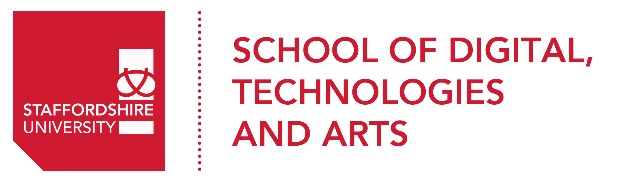 STAFFORDSHIRE
UNIVERSITY
SCHOOL OF DIGITAL,
TECHNOLOGIES
AND ARTS